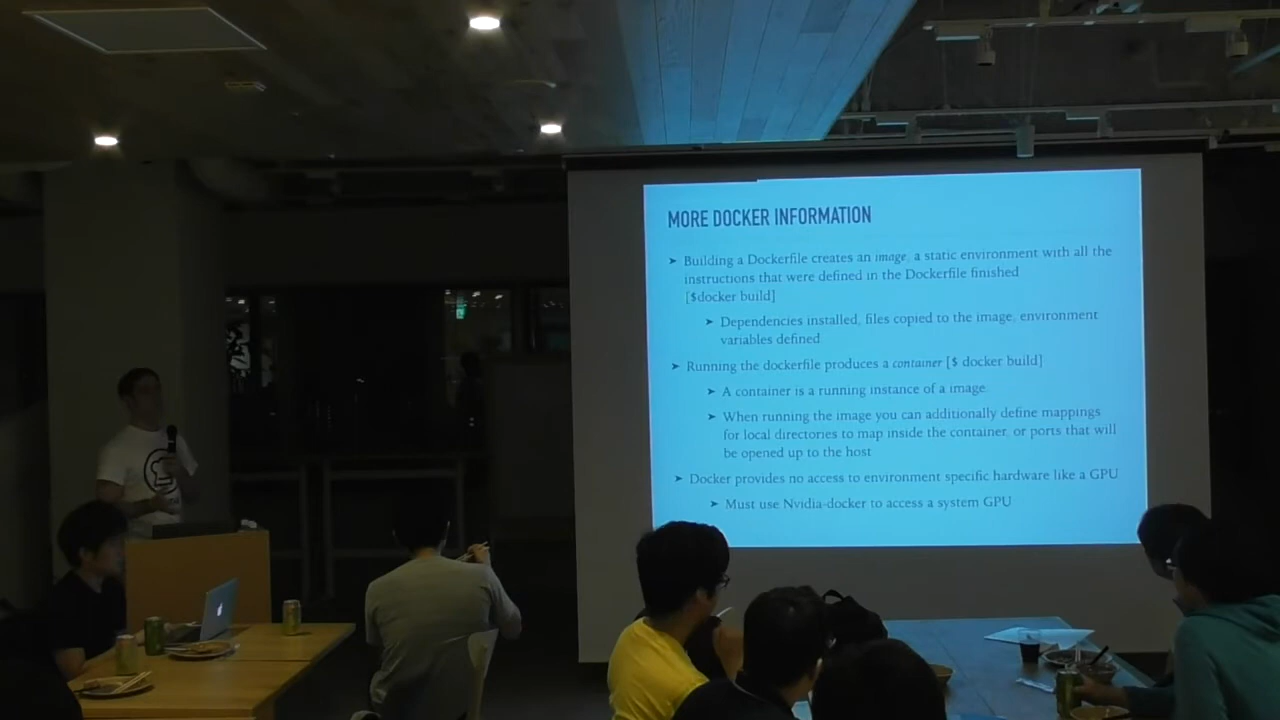 MORE DOCKER INFORMATION
➤ Building a Dockerfile creates an image, a static environment with all the
instructions that were defined in the Dockerfile finished
[$docker build]
➤ Dependencies installed, files copied to the image, environment
variables defined
➤ Running the dockerfile produces a container [$ docker build]
➤ A container is a running instance of a image
➤ When running the image you can additionally define mappings
for local directories to map inside the container, or ports that will
be opened up to the host
➤ Docker provides no access to environment specific hardware like a GPU
➤ Must use Nvidia-docker to access a system GPU